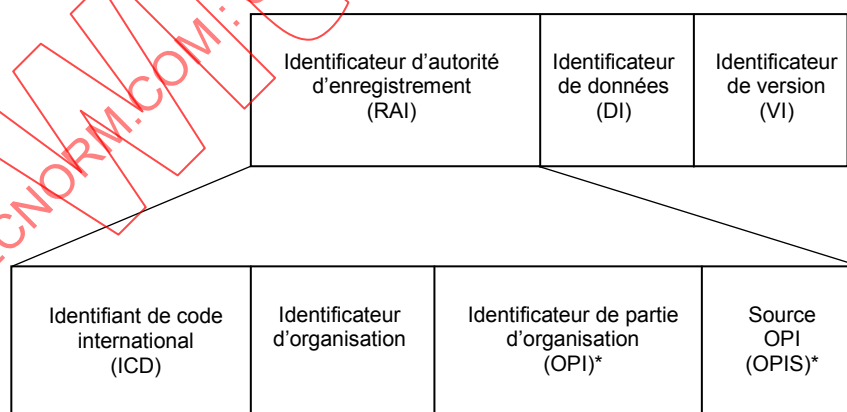 Identificateur d’autorité
d’enregistrement
(RAI)
Identificateur
de données
(DI)
Identificateur
de version
(VI)
Identifiant de code
international
(ICD)
Identificateur
d’organisation
Identificateur de partie
d’organisation
(OPI)*
Source
OPI
(OPIS)*